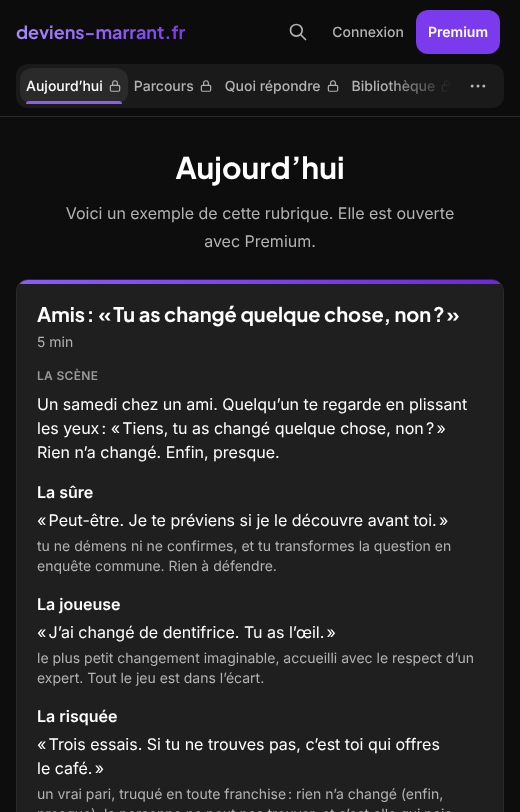 deviens-marrant.fr
Connexion
Premium
Aujourd’hui
Parcours
Quoi répondre
Bibliothèque
Aujourd’hui
Voici un exemple de cette rubrique. Elle est ouverte
avec Premium.
Amis : « Tu as changé quelque chose, non ? »
5 min
LA SCÈNE
Un samedi chez un ami. Quelqu’un te regarde en plissant
les yeux : « Tiens, tu as changé quelque chose, non ? »
Rien n’a changé. Enfin, presque.
La sûre
« Peut-être. Je te préviens si je le découvre avant toi. »
tu ne démens ni ne confirmes, et tu transformes la question en
enquête commune. Rien à défendre.
La joueuse
« J’ai changé de dentifrice. Tu as l’œil. »
le plus petit changement imaginable, accueilli avec le respect d’un
expert. Tout le jeu est dans l’écart.
La risquée
« Trois essais. Si tu ne trouves pas, c’est toi qui offres
le café. »
un vrai pari, truqué en toute franchise : rien n’a changé (enfin,